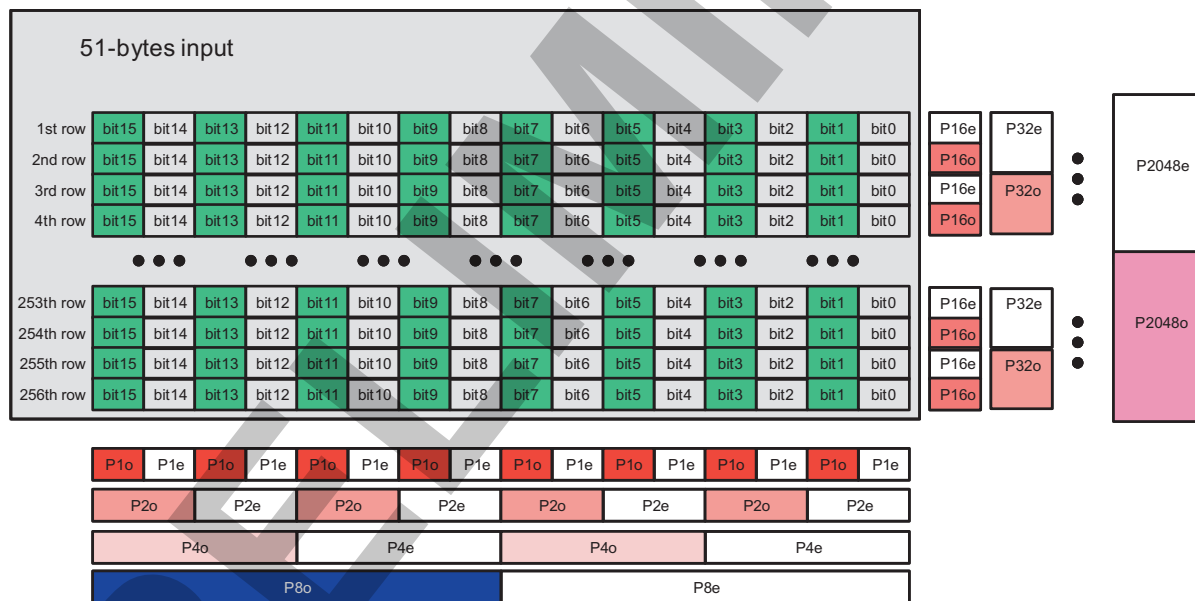 51-bytes input
1st row bit15 bit14 bit13 bit12 bit11 bit10 bit9 bit8 bit7 bit6 bit5 bit4 bit3 bit2 bit1 bit0 P16e P32e
2nd row bit15 bit14 bit13 bit12 bit11 bit10 bit9 bit8 bit7 bit6 bit5 bit4 bit3 bit2 bit1 bit0 P16o P2048e
3rd row bit15 bit14 bit13 bit12 bit11 bit10 bit9 bit8 bit7 bit6 bit5 bit4 bit3 bit2 bit1 bit0 P16e P32o
4th row bit15 bit14 bit13 bit12 bit11 bit10 bit9 bit8 bit7 bit6 bit5 bit4 bit3 bit2 bit1 bit0 P16o
253th row bit15 bit14 bit13 bit12 bit11 bit10 bit9 bit8 bit7 bit6 bit5 bit4 bit3 bit2 bit1 bit0 P16e P32e
254th row bit15 bit14 bit13 bit12 bit11 bit10 bit9 bit8 bit7 bit6 bit5 bit4 bit3 bit2 bit1 bit0 P16o P2048o
255th row bit15 bit14 bit13 bit12 bit11 bit10 bit9 bit8 bit7 bit6 bit5 bit4 bit3 bit2 bit1 bit0 P16e P32o
256th row bit15 bit14 bit13 bit12 bit11 bit10 bit9 bit8 bit7 bit6 bit5 bit4 bit3 bit2 bit1 bit0 P16o
P1o P1e P1o P1e P1o P1e P1o P1e P1o P1e P1o P1e P1o P1e P1o P1e
P2o P2e P2o P2e P2o P2e P2o P2e
P4o P4e P4o P4e
P8o P8e